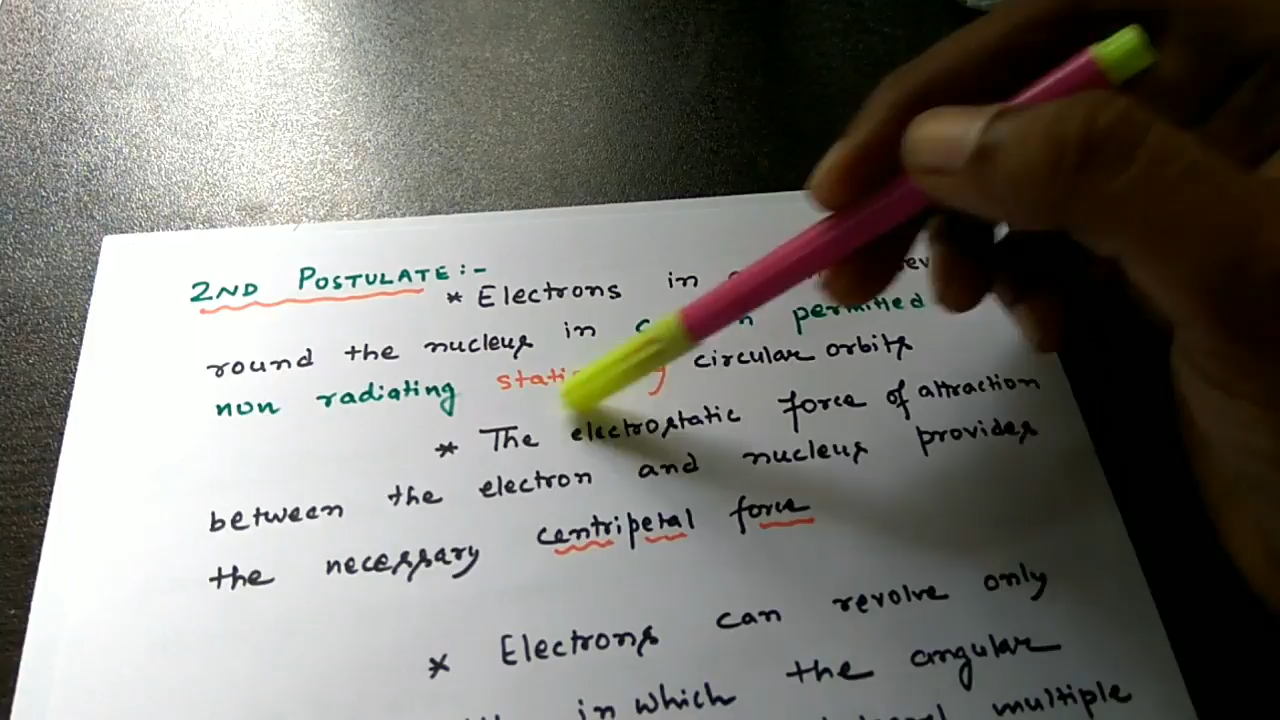 2ND POSTULATE:-
* Electrons in
round the nucleus in permitted
non radiating circular orbits
* The electrostatic force of attraction
between the electron and nucleus provides
the necessary centripetal force
* Electrons can revolve only
in which the angular
multiple